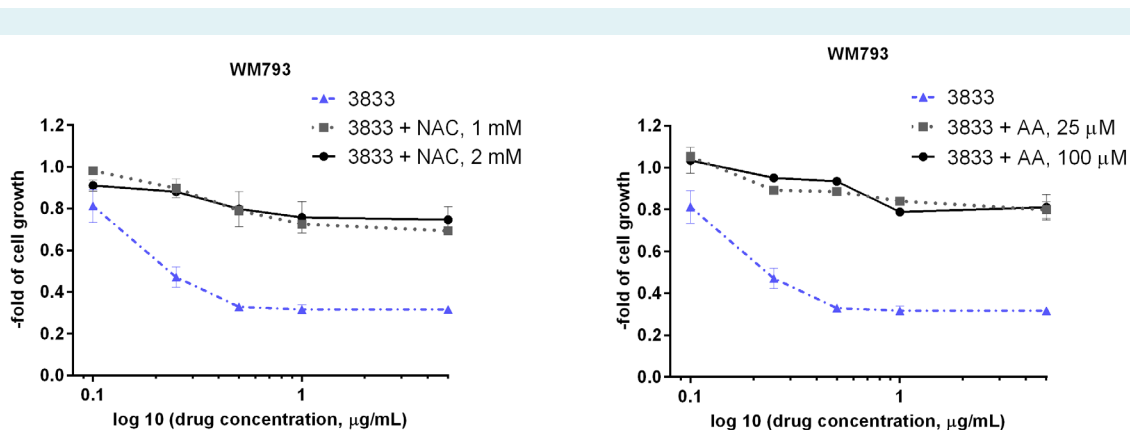 WM793
3833
3833 + NAC, 1 mM
3833 + NAC, 2 mM
1.2
1.0
0.8
0.6
0.4
0.2
0.0
-fold of cell growth
0.1
1
log 10 (drug concentration, μg/mL)
WM793
3833
3833 + AA, 25 μM
3833 + AA, 100 μM
1.2
1.0
0.8
0.6
0.4
0.2
0.0
-fold of cell growth
0.1
1
log 10 (drug concentration, μg/mL)